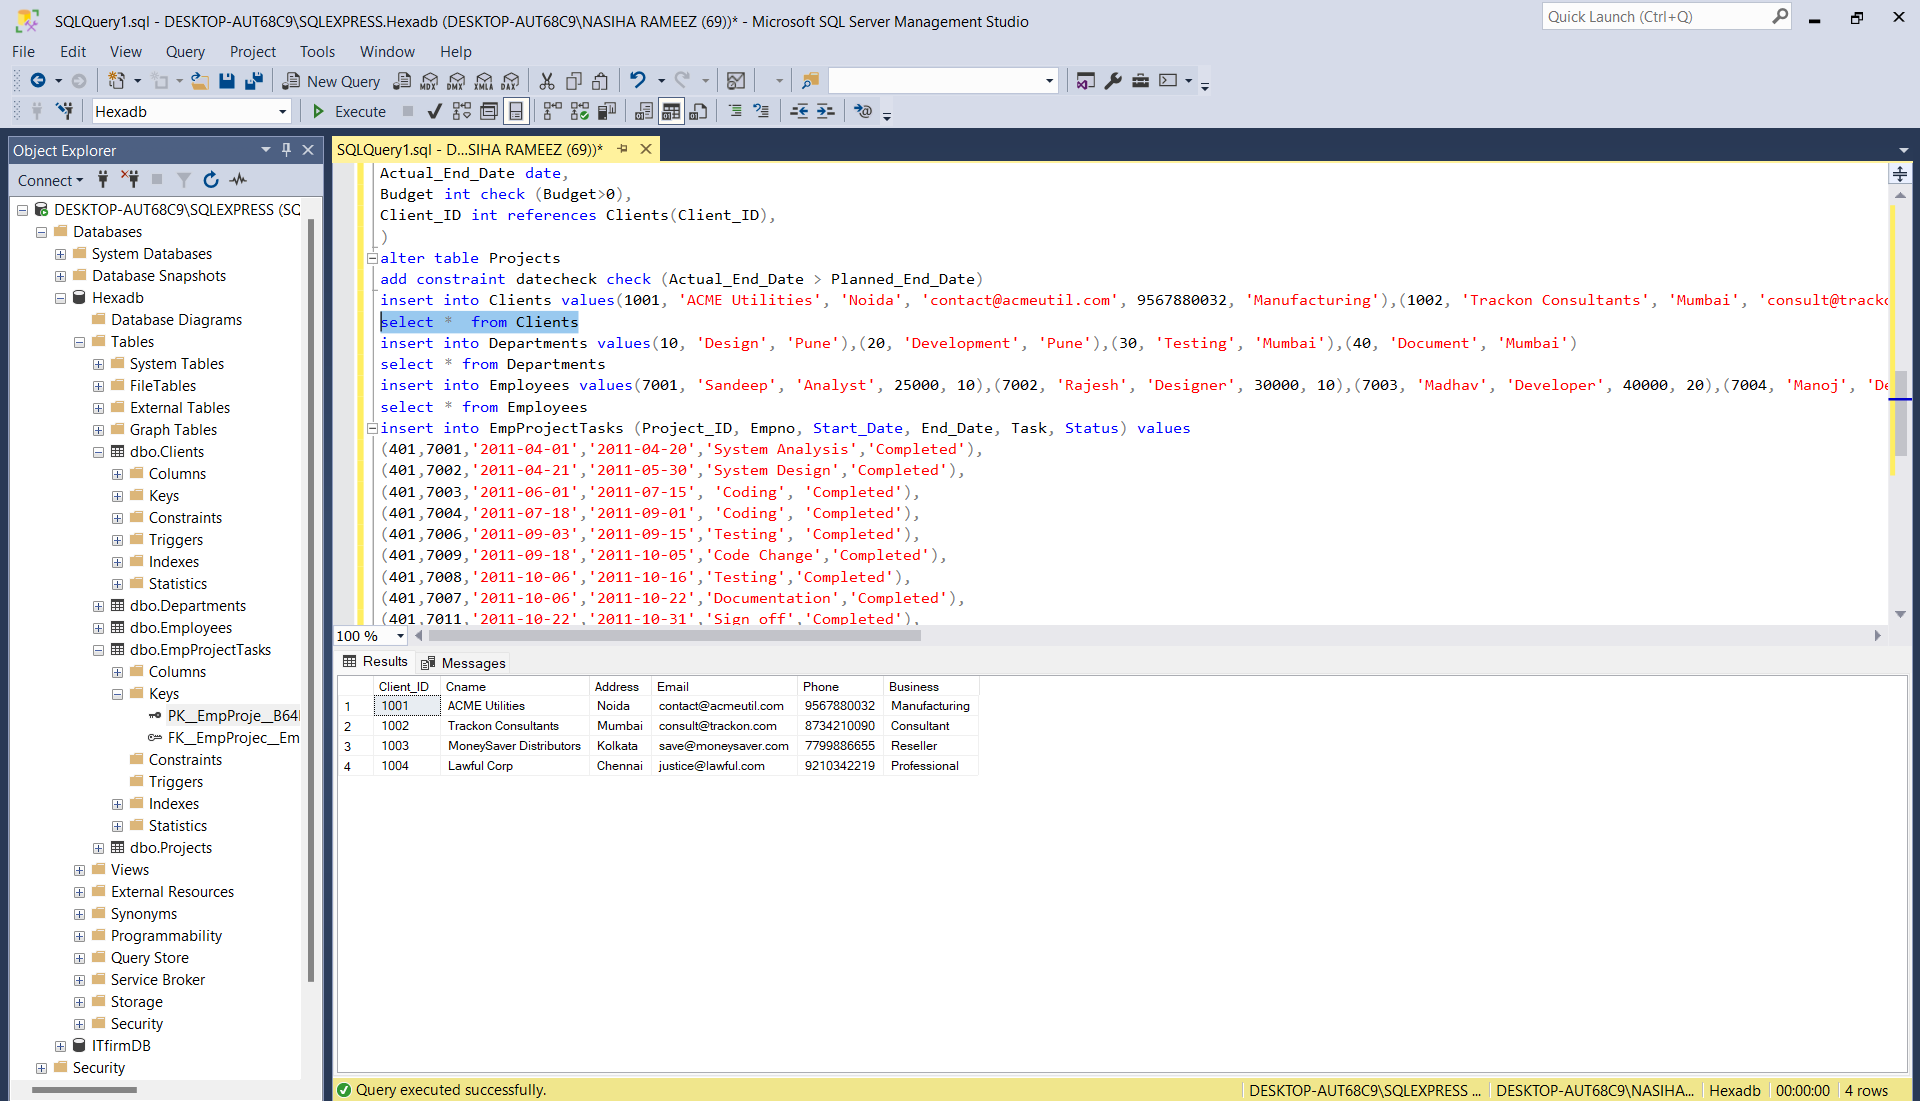 SQLQuery1.sql - DESKTOP-AUT68C9\SQLEXPRESS.Hexadb (DESKTOP-AUT68C9\NASIHA RAMEEZ (69))* - Microsoft SQL Server Management Studio
Quick Launch (Ctrl+Q)
File Edit View Query Project Tools Window Help
New Query MDX DMX XMLA DAX
Hexadb Execute
Object Explorer
Connect
DESKTOP-AUT68C9\SQLEXPRESS (SQ
Databases
System Databases
Database Snapshots
Hexadb
Database Diagrams
Tables
System Tables
FileTables
External Tables
Graph Tables
dbo.Clients
Columns
Keys
Constraints
Triggers
Indexes
Statistics
dbo.Departments
dbo.Employees
dbo.EmpProjectTasks
Columns
Keys
PK__EmpProje__B64
FK__EmpProjec__Em
Constraints
Triggers
Indexes
Statistics
dbo.Projects
Views
External Resources
Synonyms
Programmability
Query Store
Service Broker
Storage
Security
ITfirmDB
Security
SQLQuery1.sql - D...SIHA RAMEEZ (69))*
Actual_End_Date date,
Budget int check (Budget>0),
Client_ID int references Clients(Client_ID),
)
alter table Projects
add constraint datecheck check (Actual_End_Date > Planned_End_Date)
insert into Clients values(1001, 'ACME Utilities', 'Noida', 'contact@acmeutil.com', 9567880032, 'Manufacturing'),(1002, 'Trackon Consultants', 'Mumbai', 'consult@tracko
select *  from Clients
insert into Departments values(10, 'Design', 'Pune'),(20, 'Development', 'Pune'),(30, 'Testing', 'Mumbai'),(40, 'Document', 'Mumbai')
select * from Departments
insert into Employees values(7001, 'Sandeep', 'Analyst', 25000, 10),(7002, 'Rajesh', 'Designer', 30000, 10),(7003, 'Madhav', 'Developer', 40000, 20),(7004, 'Manoj', 'De
select * from Employees
insert into EmpProjectTasks (Project_ID, Empno, Start_Date, End_Date, Task, Status) values
(401,7001,'2011-04-01','2011-04-20','System Analysis','Completed'),
(401,7002,'2011-04-21','2011-05-30','System Design','Completed'),
(401,7003,'2011-06-01','2011-07-15', 'Coding', 'Completed'),
(401,7004,'2011-07-18','2011-09-01', 'Coding', 'Completed'),
(401,7006,'2011-09-03','2011-09-15','Testing', 'Completed'),
(401,7009,'2011-09-18','2011-10-05','Code Change','Completed'),
(401,7008,'2011-10-06','2011-10-16','Testing','Completed'),
(401,7007,'2011-10-06','2011-10-22','Documentation','Completed'),
(401,7011,'2011-10-22','2011-10-31','Sign off','Completed'),
100 %
Results Messages
Client_ID Cname Address Email Phone Business
1 1001 ACME Utilities Noida contact@acmeutil.com 9567880032 Manufacturing
2 1002 Trackon Consultants Mumbai consult@trackon.com 8734210090 Consultant
3 1003 MoneySaver Distributors Kolkata save@moneysaver.com 7799886655 Reseller
4 1004 Lawful Corp Chennai justice@lawful.com 9210342219 Professional
Query executed successfully. DESKTOP-AUT68C9\SQLEXPRESS ... DESKTOP-AUT68C9\NASIHA... Hexadb 00:00:00 4 rows